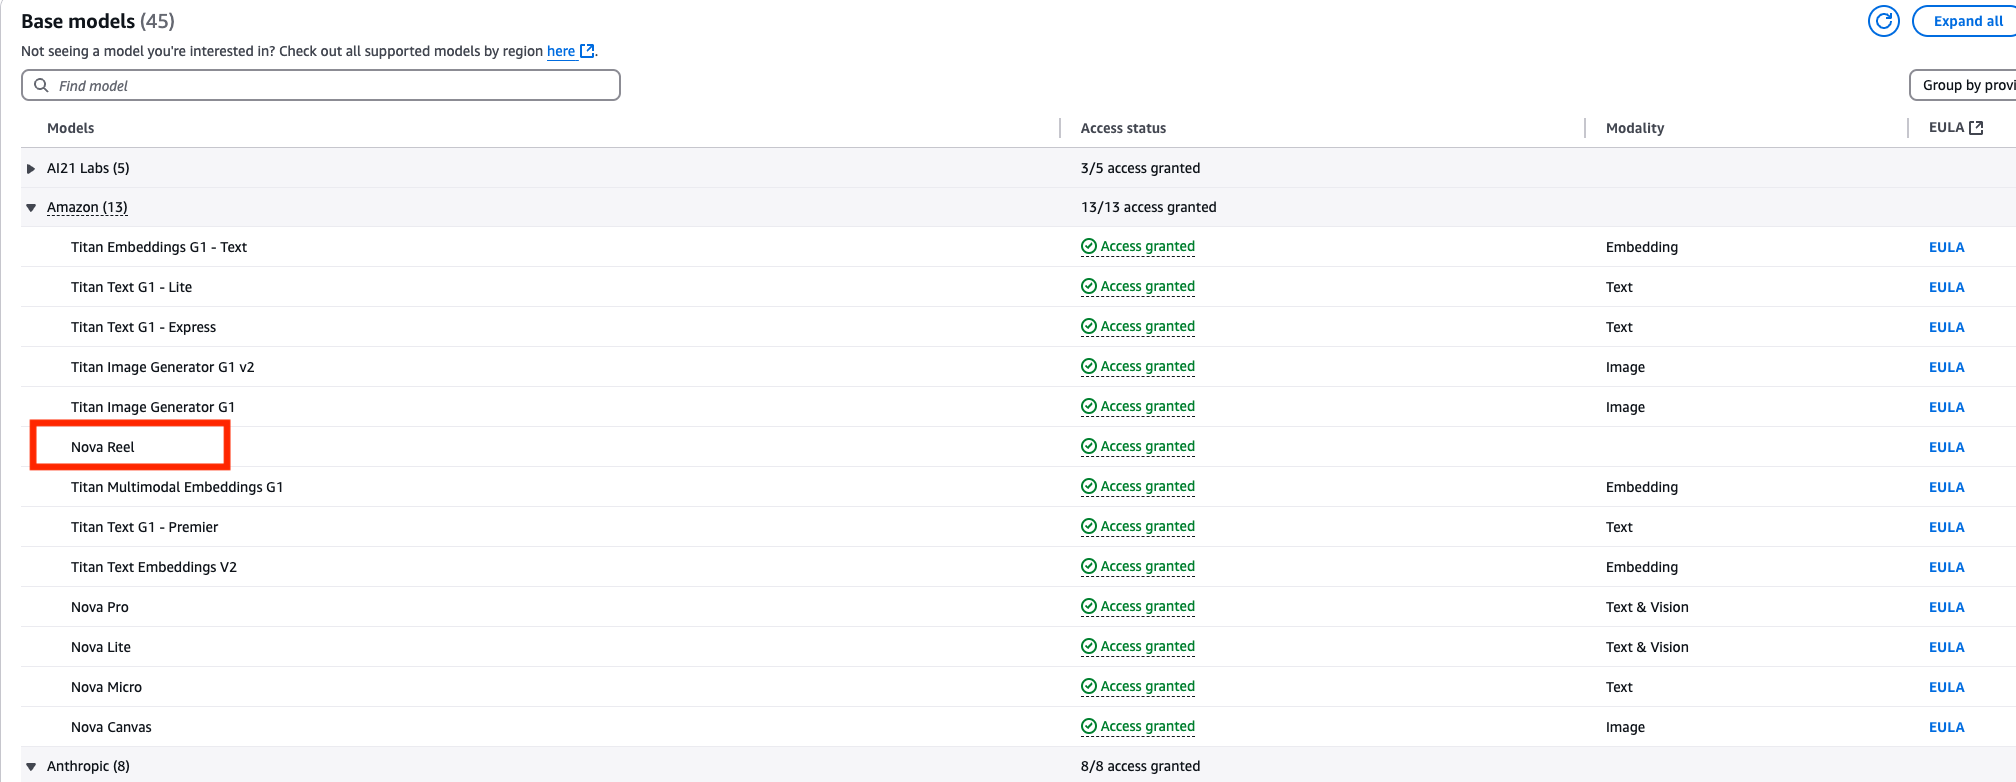 Base models (45)
Expand all
Not seeing a model you're interested in? Check out all supported models by region here.
Find model
Group by provi
Models Access status Modality EULA
AI21 Labs (5) 3/5 access granted
Amazon (13) 13/13 access granted
Titan Embeddings G1 - Text Access granted Embedding EULA
Titan Text G1 - Lite Access granted Text EULA
Titan Text G1 - Express Access granted Text EULA
Titan Image Generator G1 v2 Access granted Image EULA
Titan Image Generator G1 Access granted Image EULA
Nova Reel Access granted EULA
Titan Multimodal Embeddings G1 Access granted Embedding EULA
Titan Text G1 - Premier Access granted Text EULA
Titan Text Embeddings V2 Access granted Embedding EULA
Nova Pro Access granted Text & Vision EULA
Nova Lite Access granted Text & Vision EULA
Nova Micro Access granted Text EULA
Nova Canvas Access granted Image EULA
Anthropic (8) 8/8 access granted